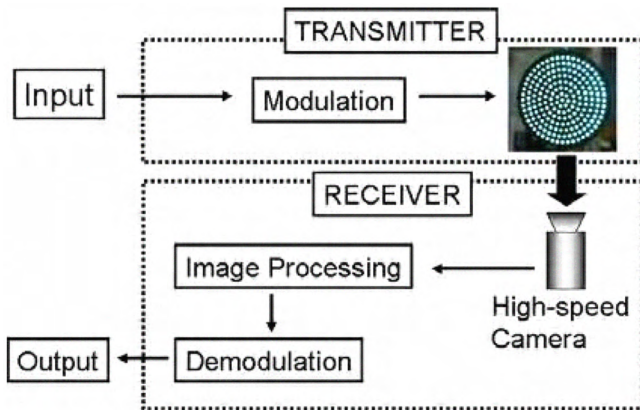 TRANSMITTER
Input
Modulation
RECEIVER
Image Processing
High-speed
Camera
Output
Demodulation